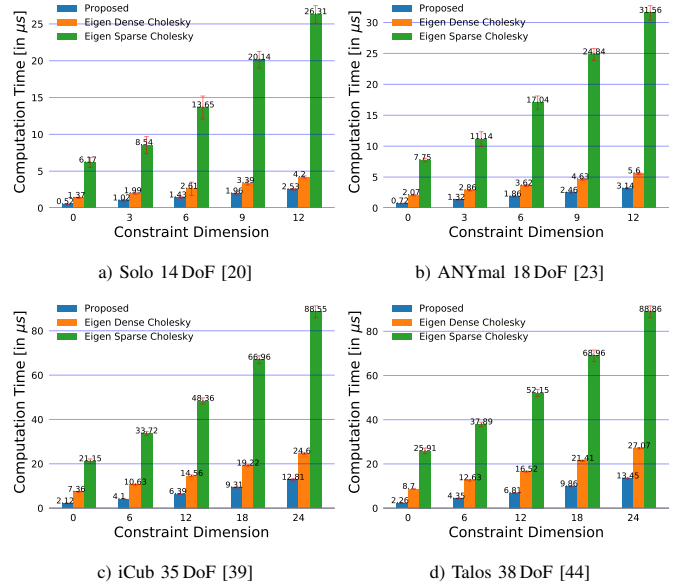 Proposed
Eigen Dense Cholesky
Eigen Sparse Cholesky
Computation Time [in μs]
25
20
15
10
5
0
0.52
1.37
6.17
1.02
1.99
8.54
1.43
2.61
13.65
1.96
3.39
20.14
2.53
4.2
26.31
0 3 6 9 12
Constraint Dimension
a) Solo 14 DoF [20]
Proposed
Eigen Dense Cholesky
Eigen Sparse Cholesky
Computation Time [in μs]
30
25
20
15
10
5
0
0.72
2.07
7.75
1.32
2.86
11.14
1.86
3.62
17.04
2.46
4.63
24.84
3.14
5.6
31.56
0 3 6 9 12
Constraint Dimension
b) ANYmal 18 DoF [23]
Proposed
Eigen Dense Cholesky
Eigen Sparse Cholesky
Computation Time [in μs]
80
60
40
20
0
2.12
7.36
21.15
4.1
10.63
33.72
6.39
14.56
48.36
9.31
19.22
66.96
12.81
24.6
88.55
0 6 12 18 24
Constraint Dimension
c) iCub 35 DoF [39]
Proposed
Eigen Dense Cholesky
Eigen Sparse Cholesky
Computation Time [in μs]
80
60
40
20
0
2.26
8.7
25.91
4.35
12.63
37.89
6.81
16.52
52.15
9.86
21.41
68.96
13.45
27.07
88.86
0 6 12 18 24
Constraint Dimension
d) Talos 38 DoF [44]